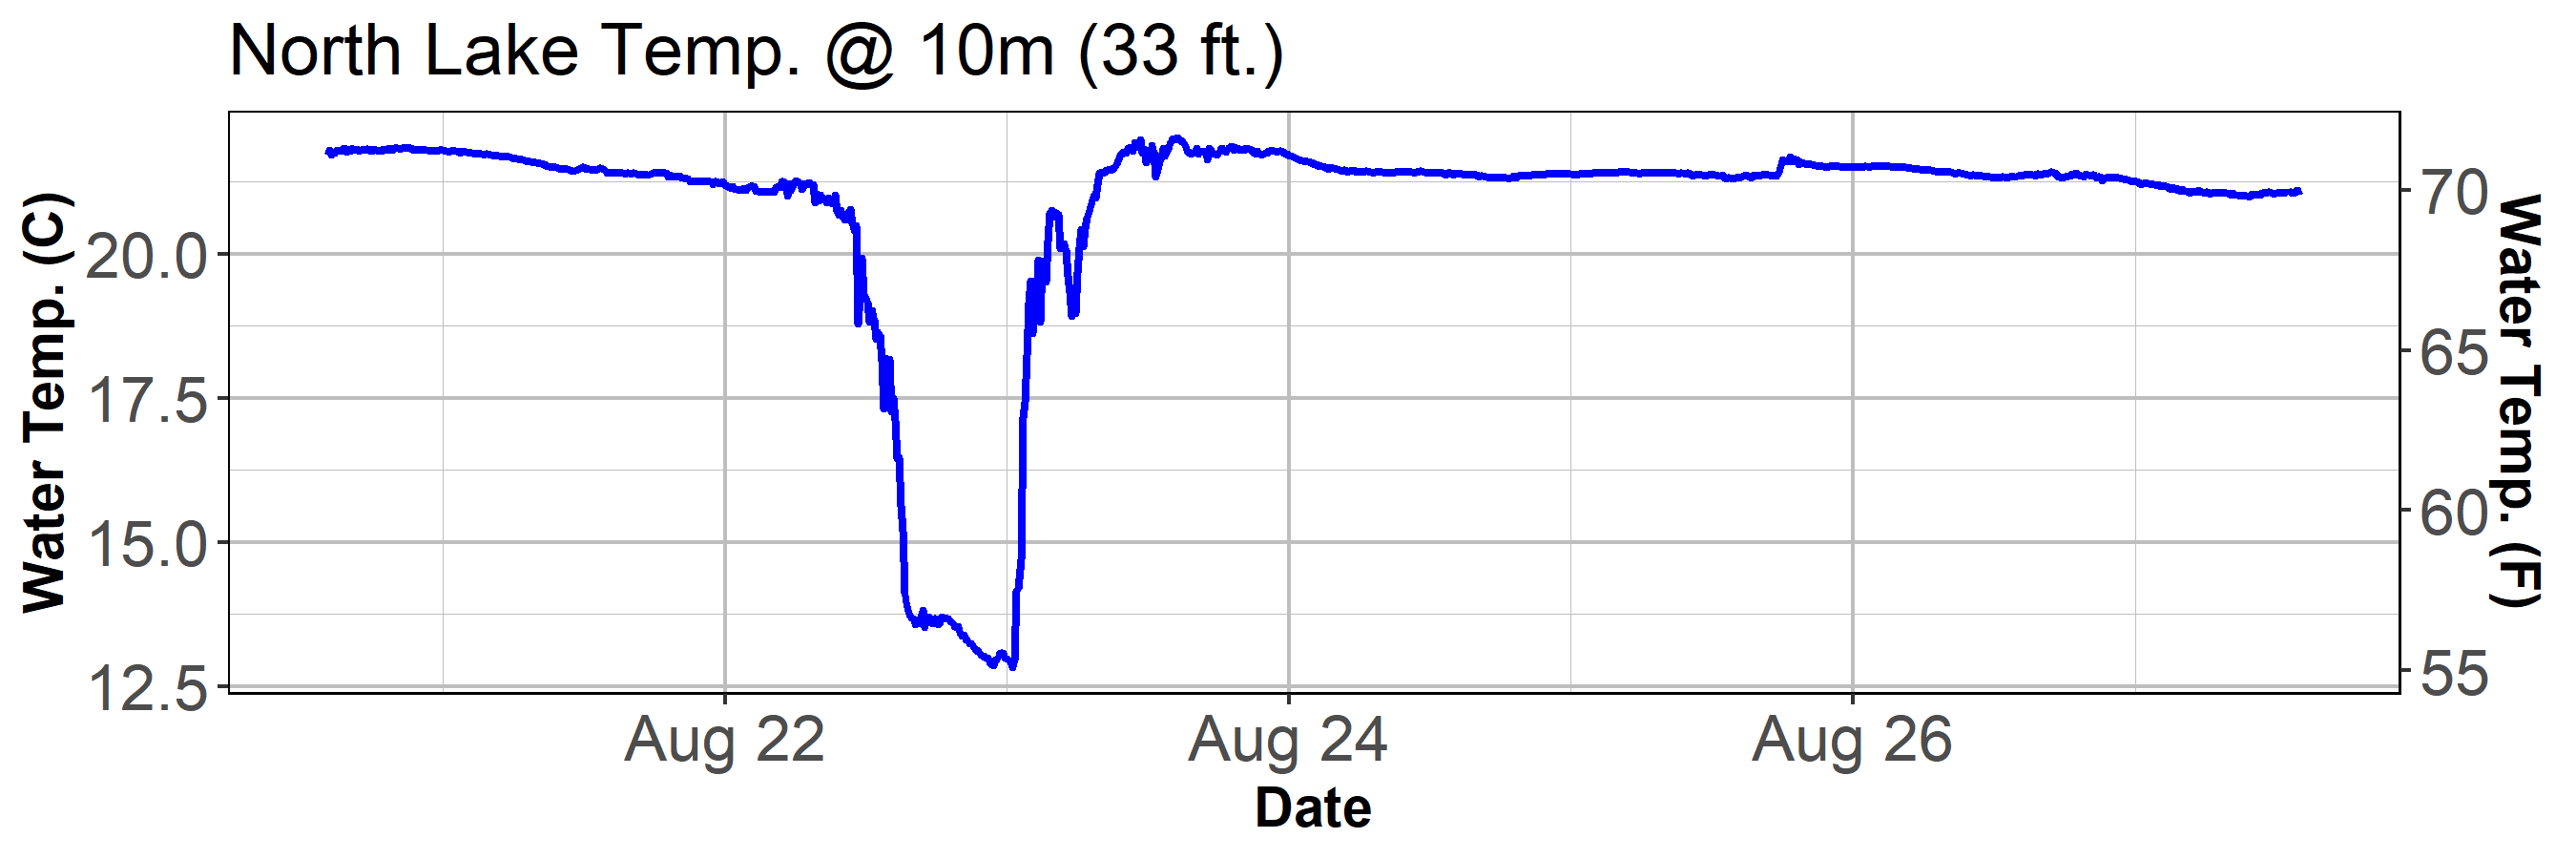 North Lake Temp. @ 10m (33 ft.)
Water Temp. (C)
20.0
17.5
15.0
12.5
70
65
60
55
Water Temp. (F)
Aug 22
Aug 24
Aug 26
Date